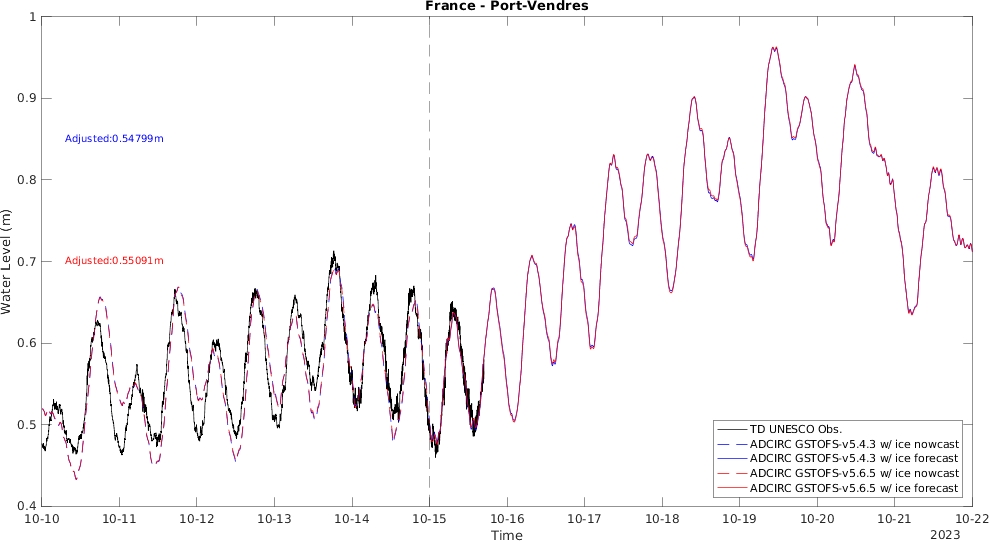 France - Port-Vendres
Water Level (m)
1
0.9
0.8
0.7
0.6
0.5
0.4
Adjusted:0.54799m
Adjusted:0.55091m
TD UNESCO Obs.
ADCIRC GSTOFS-v5.4.3 w/ ice nowcast
ADCIRC GSTOFS-v5.4.3 w/ ice forecast
ADCIRC GSTOFS-v5.6.5 w/ ice nowcast
ADCIRC GSTOFS-v5.6.5 w/ ice forecast
10-10 10-11 10-12 10-13 10-14 10-15 10-16 10-17 10-18 10-19 10-20 10-21 10-22
Time
2023